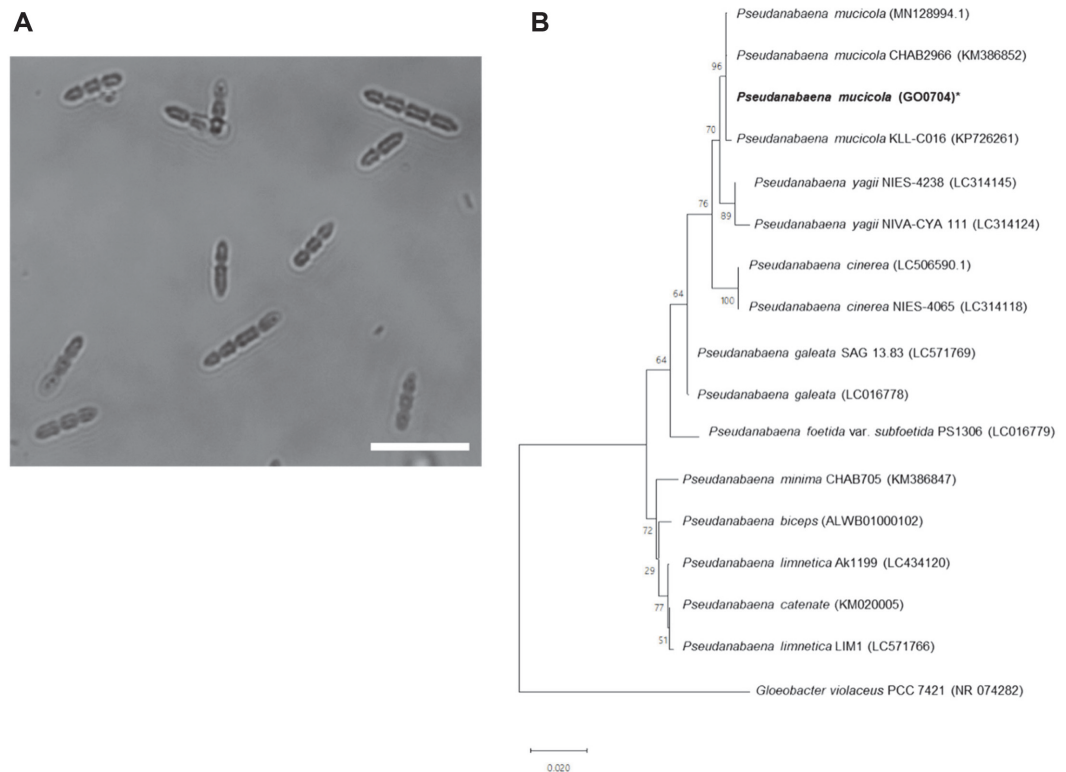 A
B
Pseudanabaena mucicola (MN128994.1)
Pseudanabaena mucicola CHAB2966 (KM386852)
96
Pseudanabaena mucicola (GO0704)*
70
Pseudanabaena mucicola KLL-C016 (KP726261)
Pseudanabaena yagii NIES-4238 (LC314145)
76
89
Pseudanabaena yagii NIVA-CYA 111 (LC314124)
Pseudanabaena cinerea (LC506590.1)
64
100
Pseudanabaena cinerea NIES-4065 (LC314118)
Pseudanabaena galeata SAG 13.83 (LC571769)
64
Pseudanabaena galeata (LC016778)
Pseudanabaena foetida var. subfoetida PS1306 (LC016779)
Pseudanabaena minima CHAB705 (KM386847)
Pseudanabaena biceps (ALWB01000102)
72
Pseudanabaena limnetica Ak1199 (LC434120)
29
Pseudanabaena catenate (KM020005)
77
51
Pseudanabaena limnetica LIM1 (LC571766)
Gloeobacter violaceus PCC 7421 (NR 074282)
0.020